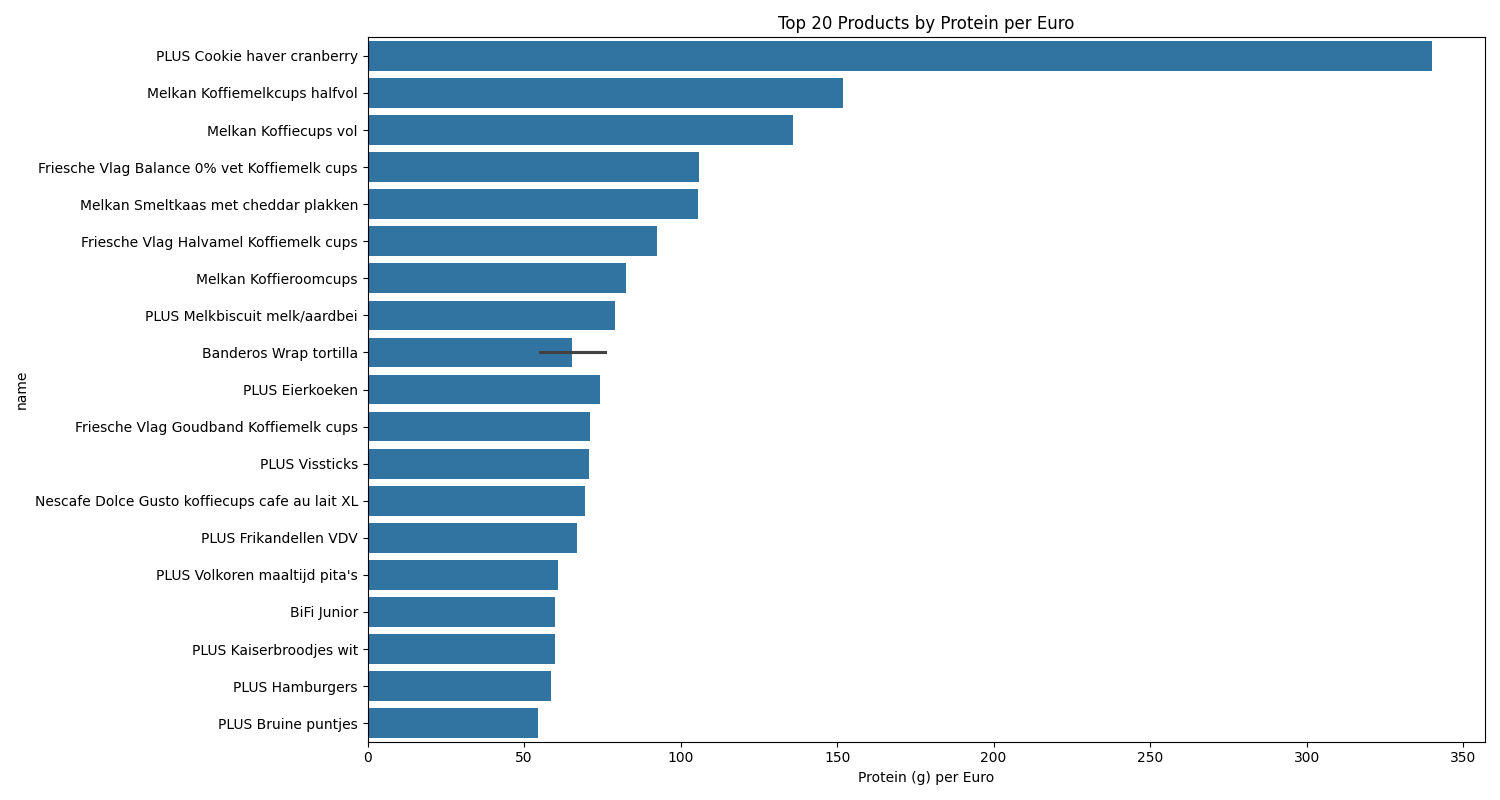 Top 20 Products by Protein per Euro
PLUS Cookie haver cranberry
Melkan Koffiemelkcups halfvol
Melkan Koffiecups vol
Friesche Vlag Balance 0% vet Koffiemelk cups
Melkan Smeltkaas met cheddar plakken
Friesche Vlag Halvamel Koffiemelk cups
Melkan Koffieroomcups
PLUS Melkbiscuit melk/aardbei
Banderos Wrap tortilla
PLUS Eierkoeken
Friesche Vlag Goudband Koffiemelk cups
PLUS Vissticks
Nescafe Dolce Gusto koffiecups cafe au lait XL
PLUS Frikandellen VDV
PLUS Volkoren maaltijd pita's
BiFi Junior
PLUS Kaiserbroodjes wit
PLUS Hamburgers
PLUS Bruine puntjes
name
0 50 100 150 200 250 300 350
Protein (g) per Euro